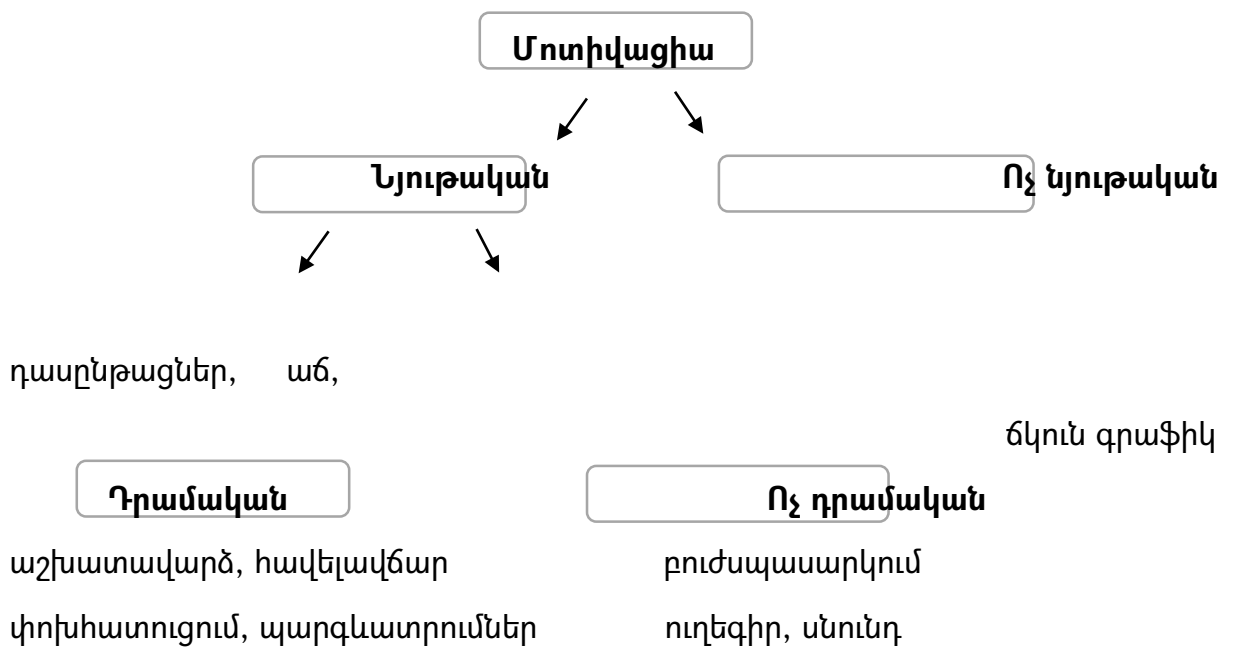 Մոտիվացիա
Նյութական Ոչ նյութական
դասընթացներ, աճ,
ճկուն գրաֆիկ
Դրամական Ոչ դրամական
աշխատավարձ, հավելավճար բուժսպասարկում
փոխհատուցում, պարգևատրումներ ուղեգիր, սնունդ